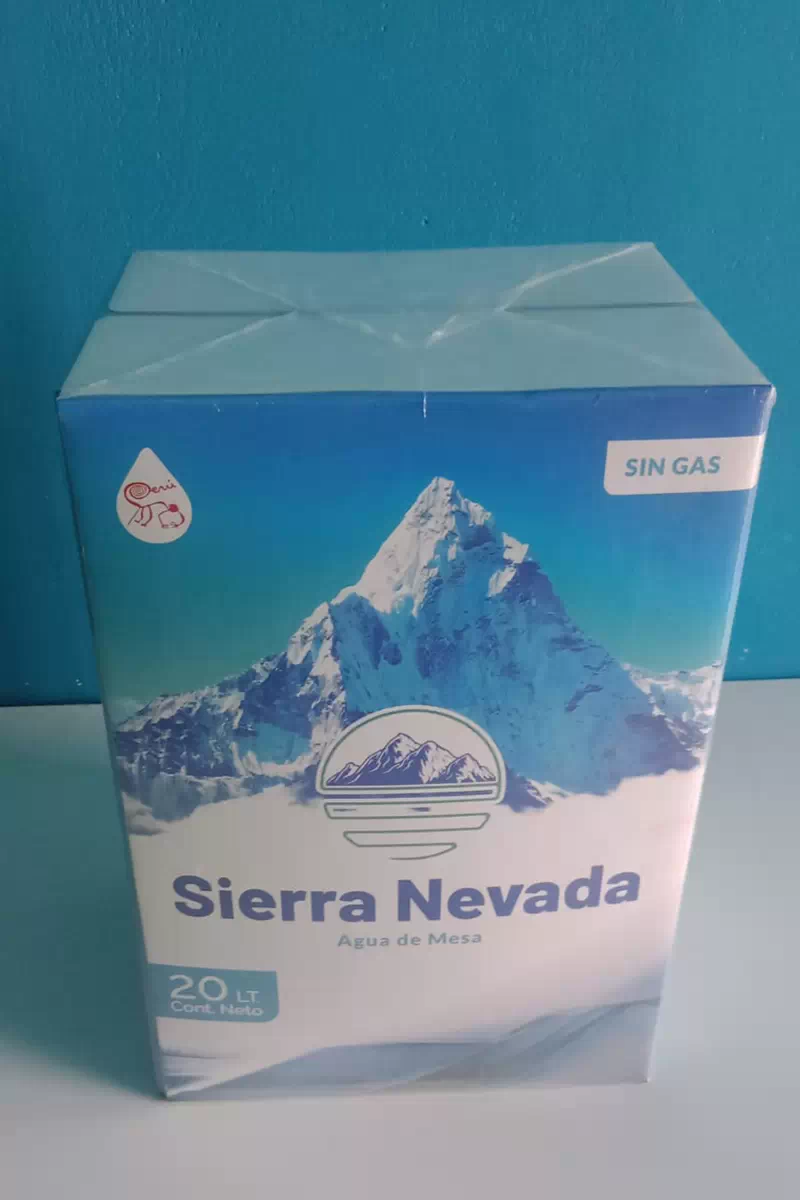 Perú
SIN GAS
Sierra Nevada
Agua de Mesa
20 LT.
Cont. Neto